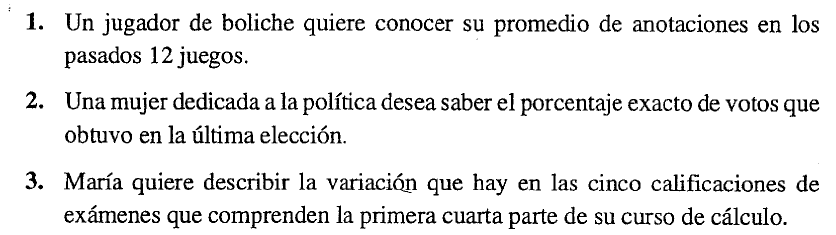 1. Un jugador de boliche quiere conocer su promedio de anotaciones en los
pasados 12 juegos.
2. Una mujer dedicada a la política desea saber el porcentaje exacto de votos que
obtuvo en la última elección.
3. María quiere describir la variación que hay en las cinco calificaciones de
exámenes que comprenden la primera cuarta parte de su curso de cálculo.